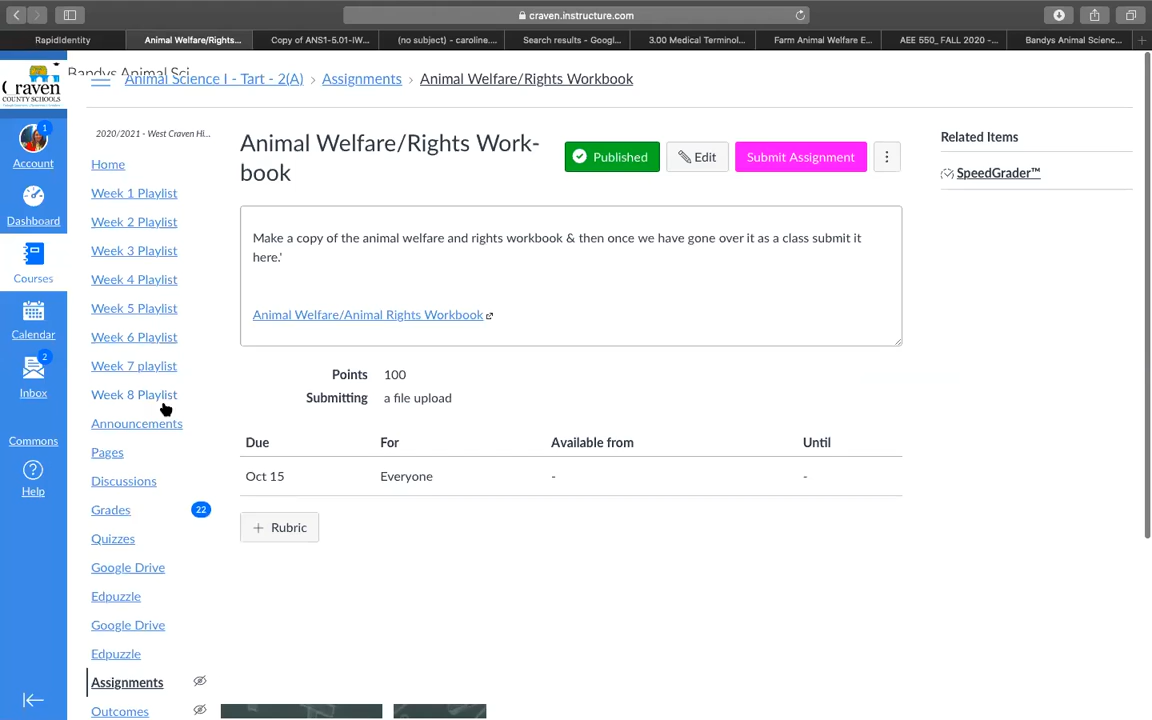 craven.instructure.com
RapidIdentity
Animal Welfare/Rights...
Copy of ANS1-5.01-IW...
(no subject) - caroline....
Search results - Googl...
3.00 Medical Terminol...
Farm Animal Welfare E...
AEE 550_ FALL 2020 -...
Bandys Animal Scienc...
Craven
COUNTY SCHOOLS
Animal Science I - Tart - 2(A) > Assignments > Animal Welfare/Rights Workbook
2020/2021 - West Craven Hi...
Home
Week 1 Playlist
Week 2 Playlist
Week 3 Playlist
Week 4 Playlist
Week 5 Playlist
Week 6 Playlist
Week 7 playlist
Week 8 Playlist
Announcements
Pages
Discussions
Grades
22
Quizzes
Google Drive
Edpuzzle
Google Drive
Edpuzzle
Assignments
Outcomes
1
Account
Dashboard
Courses
Calendar
2
Inbox
Commons
Help
Animal Welfare/Rights Work-
book
Published
Edit
Submit Assignment
Make a copy of the animal welfare and rights workbook & then once we have gone over it as a class submit it
here.'
Animal Welfare/Animal Rights Workbook
Points 100
Submitting a file upload
Due For Available from Until
Oct 15 Everyone - -
+ Rubric
Related Items
SpeedGrader™